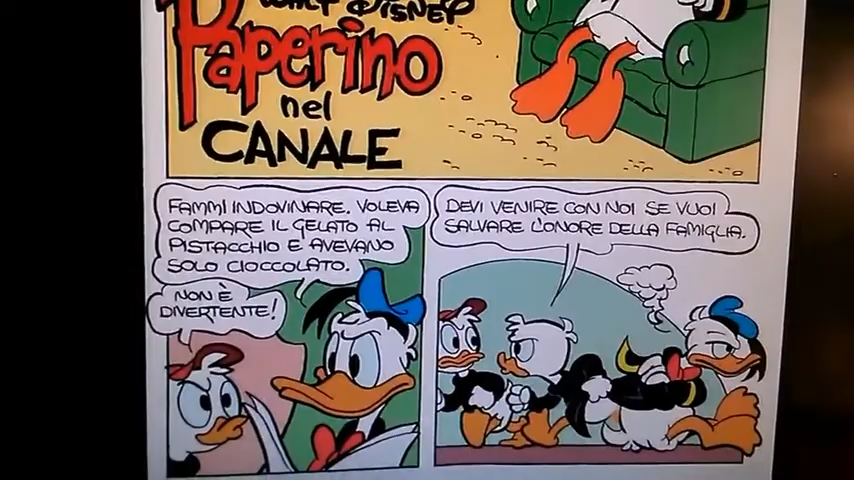 WALT DISNEY
Paperino
nel
CANALE
FAMMI INDOVINARE. VOLEVA
COMPRARE IL GELATO AL
PISTACCHIO E AVEVANO
SOLO CIOCCOLATO.
NON È
DIVERTENTE!
DEVI VENIRE CON NOI SE VUOI
SALVARE L'ONORE DELLA FAMIGLIA.